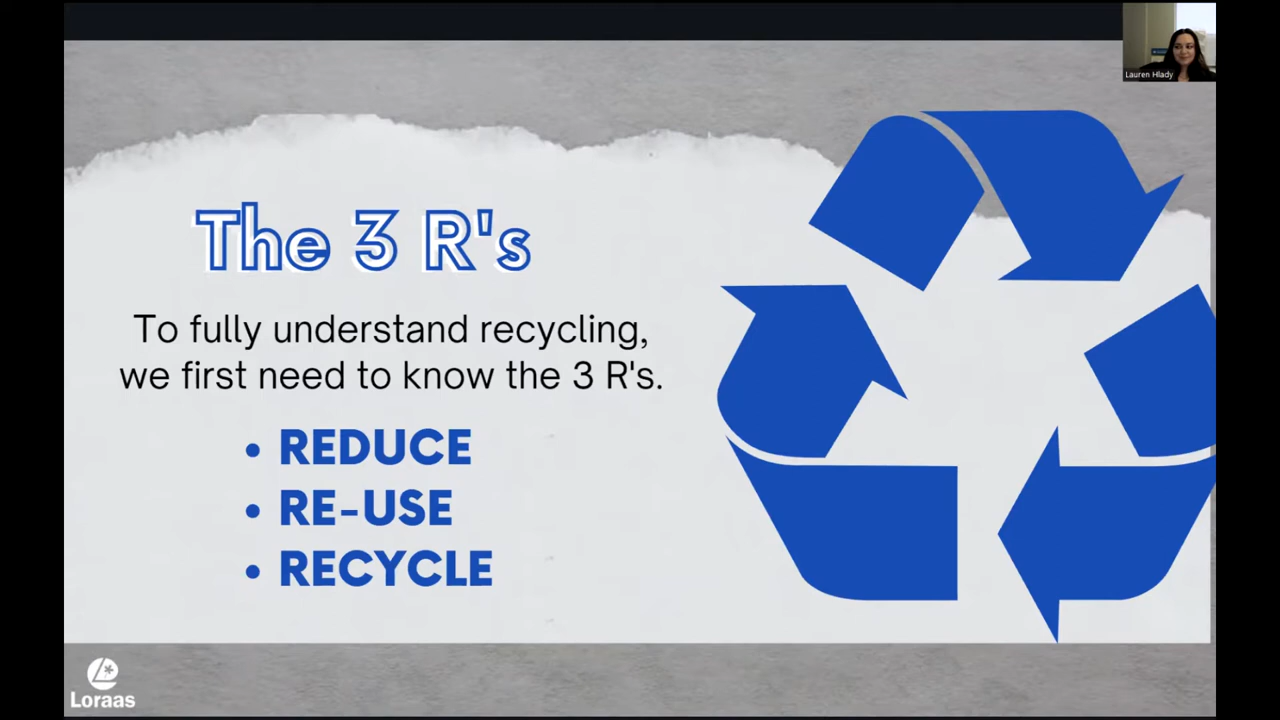 Lauren Hlady
The 3 R's
To fully understand recycling,
we first need to know the 3 R's.
• REDUCE
• RE-USE
• RECYCLE
Loraas